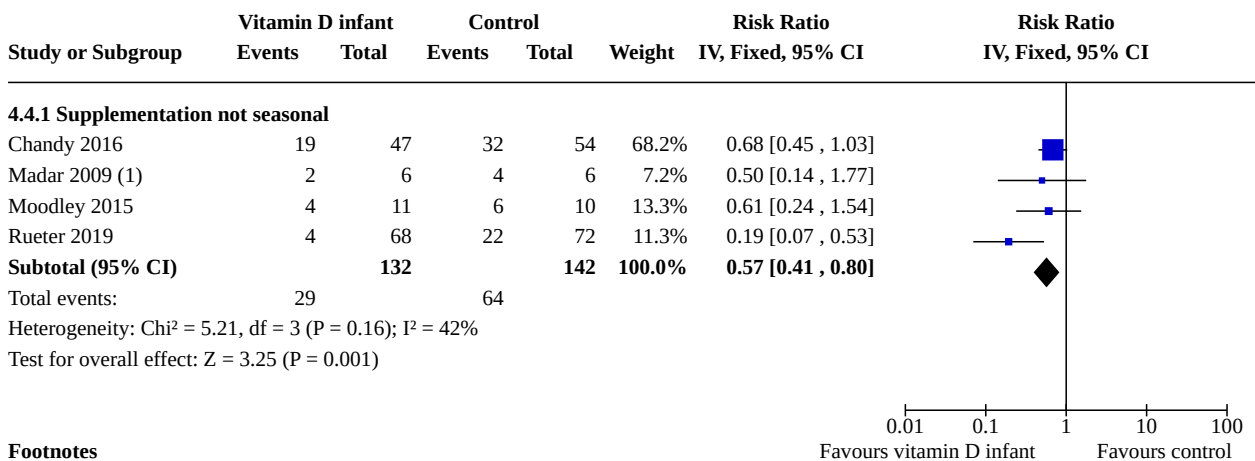 Vitamin D infant Control Risk Ratio Risk Ratio
Study or Subgroup Events Total Events Total Weight IV, Fixed, 95% CI IV, Fixed, 95% CI
4.4.1 Supplementation not seasonal
Chandy 2016 19 47 32 54 68.2% 0.68 [0.45 , 1.03]
Madar 2009 (1) 2 6 4 6 7.2% 0.50 [0.14 , 1.77]
Moodley 2015 4 11 6 10 13.3% 0.61 [0.24 , 1.54]
Rueter 2019 4 68 22 72 11.3% 0.19 [0.07 , 0.53]
Subtotal (95% CI) 132 142 100.0% 0.57 [0.41 , 0.80]
Total events: 29 64
Heterogeneity: Chi² = 5.21, df = 3 (P = 0.16); I² = 42%
Test for overall effect: Z = 3.25 (P = 0.001)
0.01 0.1 1 10 100
Footnotes Favours vitamin D infant Favours control